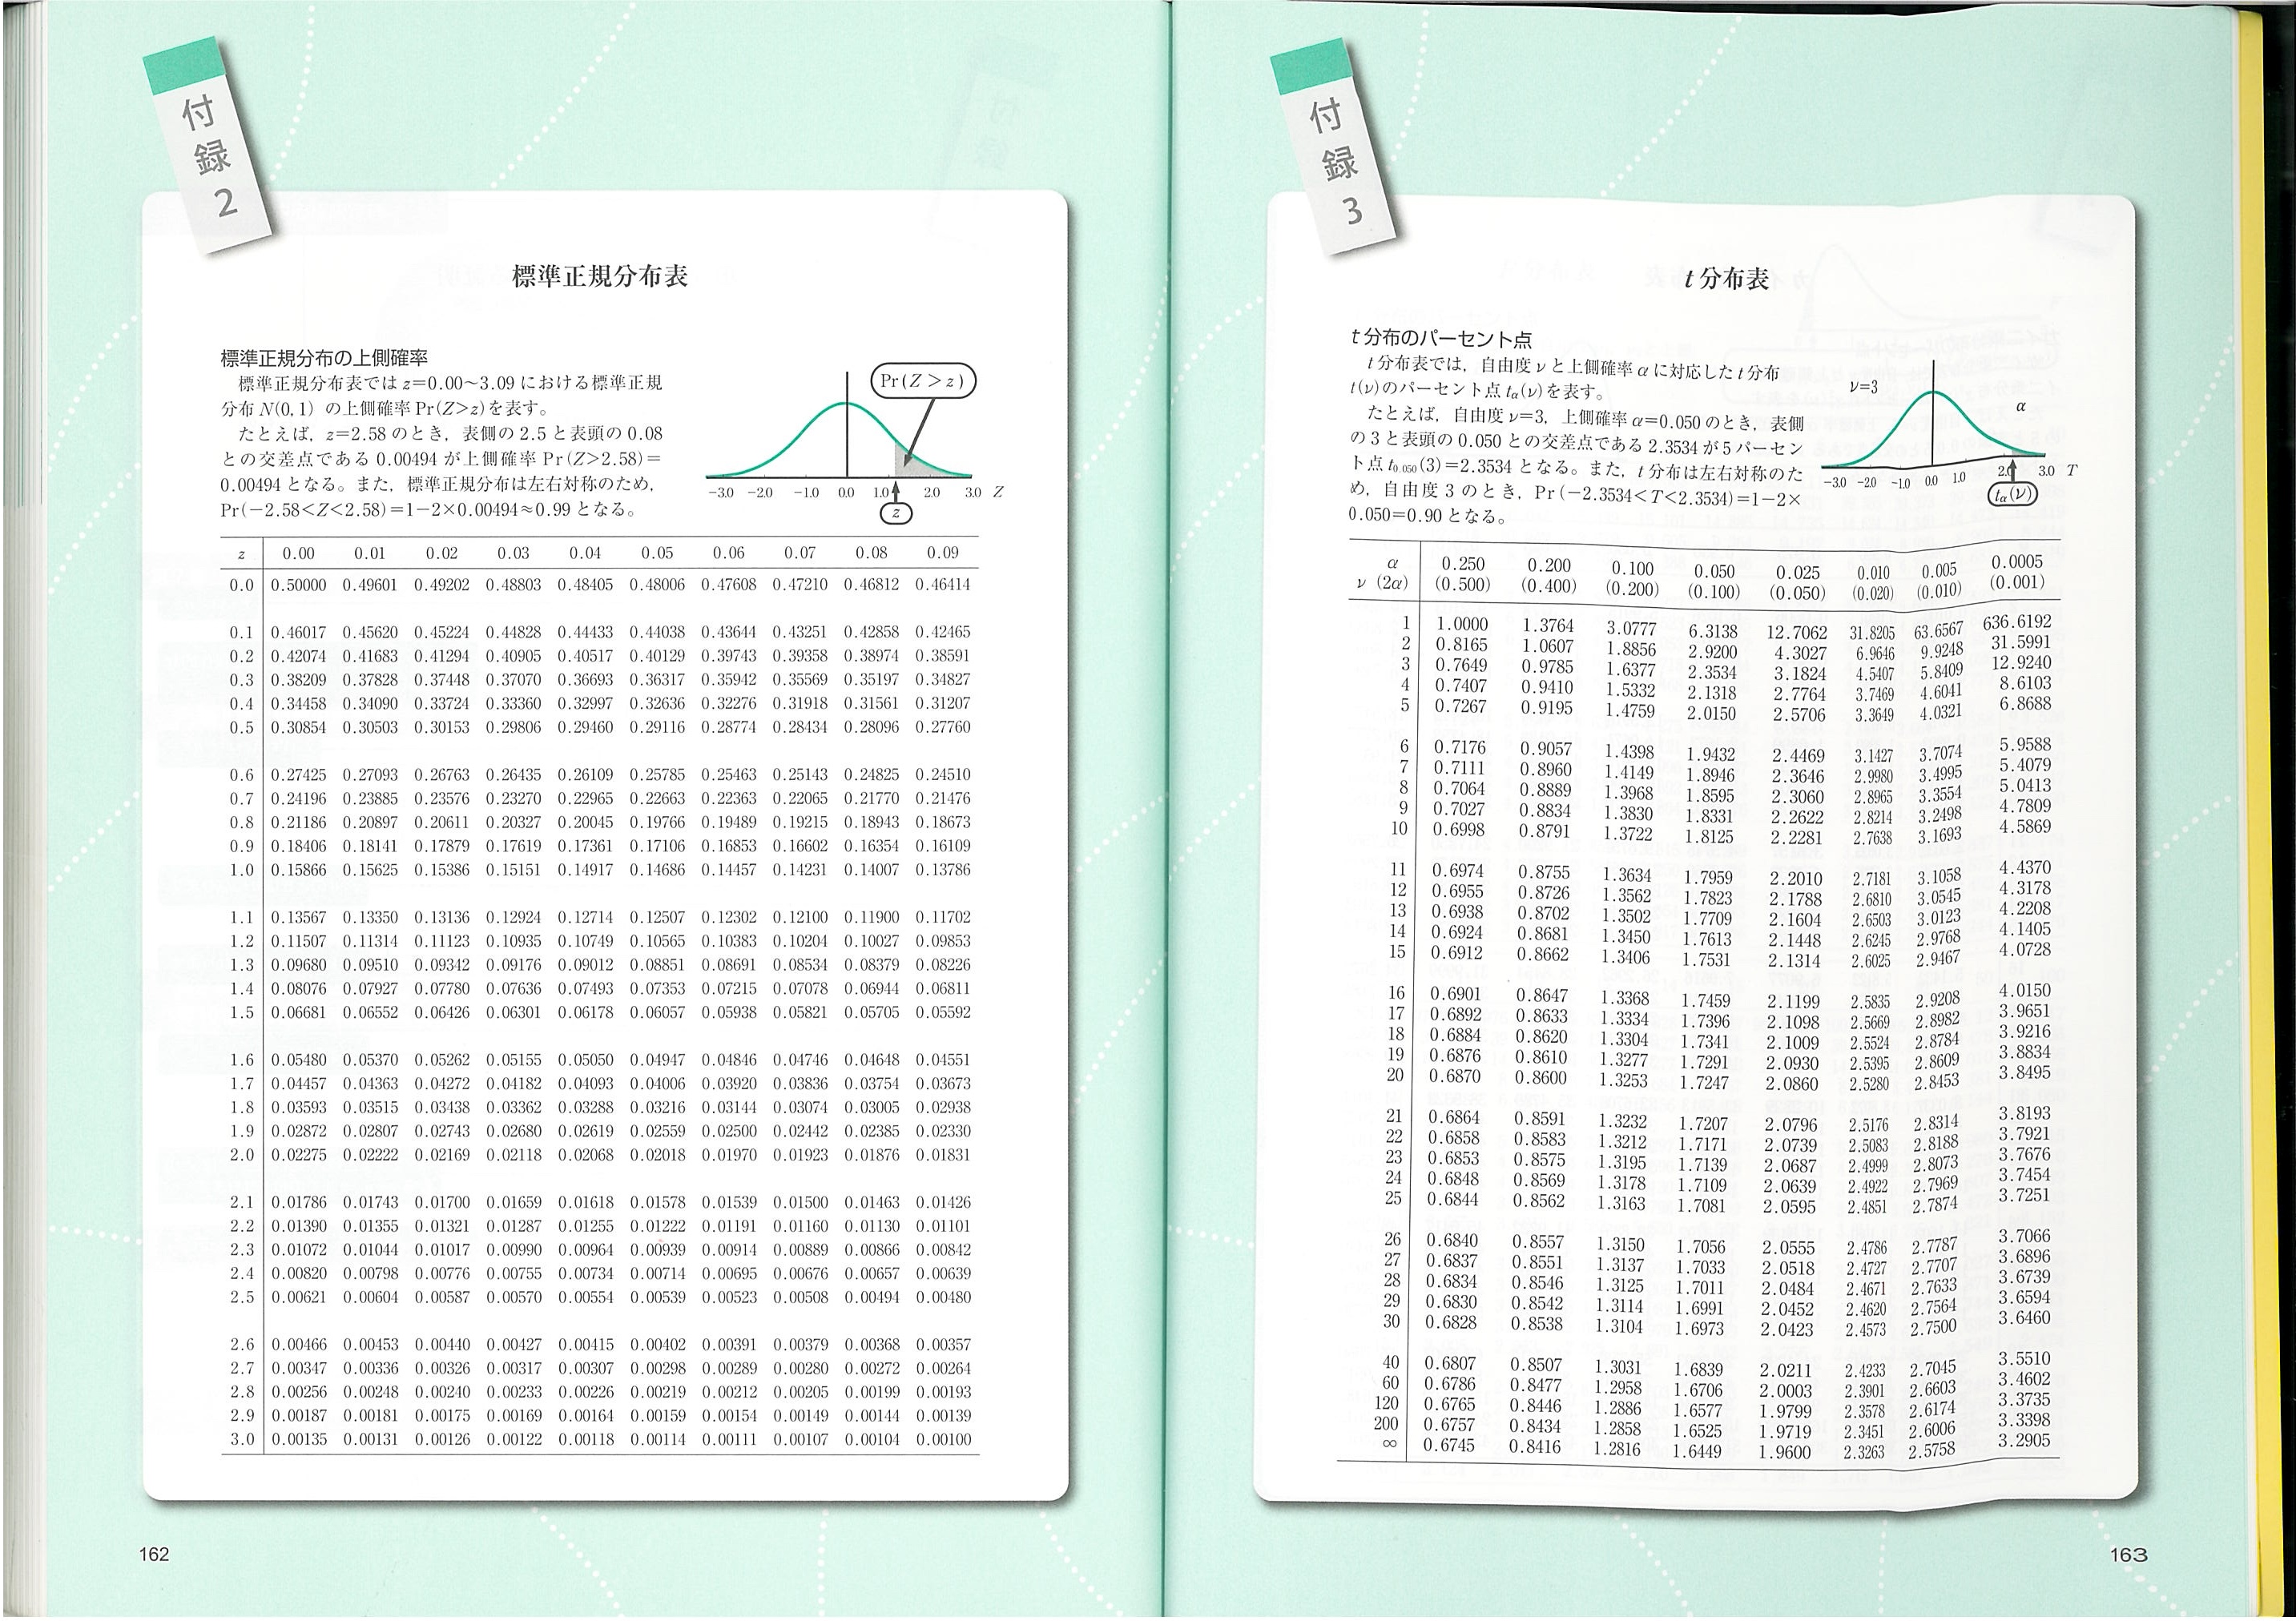 付録2
標準正規分布表
標準正規分布の上側確率
標準正規分布表では z=0.00~3.09 における標準正規
分布 N(0, 1) の上側確率 Pr(Z>z)を表す。
たとえば, z=2.58 のとき, 表側の 2.5 と表頭の 0.08
との交差点である 0.00494 が上側確率 Pr(Z>2.58)=
0.00494 となる。また, 標準正規分布は左右対称のため,
Pr(−2.58<Z<2.58)=1−2×0.00494≈0.99 となる。
Pr(Z>z)
−3.0 −2.0 −1.0 0.0 1.0 2.0 3.0 Z
z
z 0.00 0.01 0.02 0.03 0.04 0.05 0.06 0.07 0.08 0.09
0.0 0.50000 0.49601 0.49202 0.48803 0.48405 0.48006 0.47608 0.47210 0.46812 0.46414
0.1 0.46017 0.45620 0.45224 0.44828 0.44433 0.44038 0.43644 0.43251 0.42858 0.42465
0.2 0.42074 0.41683 0.41294 0.40905 0.40517 0.40129 0.39743 0.39358 0.38974 0.38591
0.3 0.38209 0.37828 0.37448 0.37070 0.36693 0.36317 0.35942 0.35569 0.35197 0.34827
0.4 0.34458 0.34090 0.33724 0.33360 0.32997 0.32636 0.32276 0.31918 0.31561 0.31207
0.5 0.30854 0.30503 0.30153 0.29806 0.29460 0.29116 0.28774 0.28434 0.28096 0.27760
0.6 0.27425 0.27093 0.26763 0.26435 0.26109 0.25785 0.25463 0.25143 0.24825 0.24510
0.7 0.24196 0.23885 0.23576 0.23270 0.22965 0.22663 0.22363 0.22065 0.21770 0.21476
0.8 0.21186 0.20897 0.20611 0.20327 0.20045 0.19766 0.19489 0.19215 0.18943 0.18673
0.9 0.18406 0.18141 0.17879 0.17619 0.17361 0.17106 0.16853 0.16602 0.16354 0.16109
1.0 0.15866 0.15625 0.15386 0.15151 0.14917 0.14686 0.14457 0.14231 0.14007 0.13786
1.1 0.13567 0.13350 0.13136 0.12924 0.12714 0.12507 0.12302 0.12100 0.11900 0.11702
1.2 0.11507 0.11314 0.11123 0.10935 0.10749 0.10565 0.10383 0.10204 0.10027 0.09853
1.3 0.09680 0.09510 0.09342 0.09176 0.09012 0.08851 0.08691 0.08534 0.08379 0.08226
1.4 0.08076 0.07927 0.07780 0.07636 0.07493 0.07353 0.07215 0.07078 0.06944 0.06811
1.5 0.06681 0.06552 0.06426 0.06301 0.06178 0.06057 0.05938 0.05821 0.05705 0.05592
1.6 0.05480 0.05370 0.05262 0.05155 0.05050 0.04947 0.04846 0.04746 0.04648 0.04551
1.7 0.04457 0.04363 0.04272 0.04182 0.04093 0.04006 0.03920 0.03836 0.03754 0.03673
1.8 0.03593 0.03515 0.03438 0.03362 0.03288 0.03216 0.03144 0.03074 0.03005 0.02938
1.9 0.02872 0.02807 0.02743 0.02680 0.02619 0.02559 0.02500 0.02442 0.02385 0.02330
2.0 0.02275 0.02222 0.02169 0.02118 0.02068 0.02018 0.01970 0.01923 0.01876 0.01831
2.1 0.01786 0.01743 0.01700 0.01659 0.01618 0.01578 0.01539 0.01500 0.01463 0.01426
2.2 0.01390 0.01355 0.01321 0.01287 0.01255 0.01222 0.01191 0.01160 0.01130 0.01101
2.3 0.01072 0.01044 0.01017 0.00990 0.00964 0.00939 0.00914 0.00889 0.00866 0.00842
2.4 0.00820 0.00798 0.00776 0.00755 0.00734 0.00714 0.00695 0.00676 0.00657 0.00639
2.5 0.00621 0.00604 0.00587 0.00570 0.00554 0.00539 0.00523 0.00508 0.00494 0.00480
2.6 0.00466 0.00453 0.00440 0.00427 0.00415 0.00402 0.00391 0.00379 0.00368 0.00357
2.7 0.00347 0.00336 0.00326 0.00317 0.00307 0.00298 0.00289 0.00280 0.00272 0.00264
2.8 0.00256 0.00248 0.00240 0.00233 0.00226 0.00219 0.00212 0.00205 0.00199 0.00193
2.9 0.00187 0.00181 0.00175 0.00169 0.00164 0.00159 0.00154 0.00149 0.00144 0.00139
3.0 0.00135 0.00131 0.00126 0.00122 0.00118 0.00114 0.00111 0.00107 0.00104 0.00100
162
付録3
t 分布表
t 分布のパーセント点
t 分布表では, 自由度 ν と上側確率 α に対応した t 分布
t(ν)のパーセント点 tα(ν)を表す。
たとえば, 自由度 ν=3, 上側確率 α=0.050 のとき, 表側
の 3 と表頭の 0.050 との交差点である 2.3534 が 5 パーセン
ト点 t0.050(3)=2.3534 となる。また, t 分布は左右対称のた
め, 自由度 3 のとき, Pr(−2.3534<T<2.3534)=1−2×
0.050=0.90 となる。
ν=3
α
−3.0 −2.0 −1.0 0.0 1.0 2.0 3.0 T
tα(ν)
α 0.250 0.200 0.100 0.050 0.025 0.010 0.005 0.0005
ν (2α) (0.500) (0.400) (0.200) (0.100) (0.050) (0.020) (0.010) (0.001)
1 1.0000 1.3764 3.0777 6.3138 12.7062 31.8205 63.6567 636.6192
2 0.8165 1.0607 1.8856 2.9200 4.3027 6.9646 9.9248 31.5991
3 0.7649 0.9785 1.6377 2.3534 3.1824 4.5407 5.8409 12.9240
4 0.7407 0.9410 1.5332 2.1318 2.7764 3.7469 4.6041 8.6103
5 0.7267 0.9195 1.4759 2.0150 2.5706 3.3649 4.0321 6.8688
6 0.7176 0.9057 1.4398 1.9432 2.4469 3.1427 3.7074 5.9588
7 0.7111 0.8960 1.4149 1.8946 2.3646 2.9980 3.4995 5.4079
8 0.7064 0.8889 1.3968 1.8595 2.3060 2.8965 3.3554 5.0413
9 0.7027 0.8834 1.3830 1.8331 2.2622 2.8214 3.2498 4.7809
10 0.6998 0.8791 1.3722 1.8125 2.2281 2.7638 3.1693 4.5869
11 0.6974 0.8755 1.3634 1.7959 2.2010 2.7181 3.1058 4.4370
12 0.6955 0.8726 1.3562 1.7823 2.1788 2.6810 3.0545 4.3178
13 0.6938 0.8702 1.3502 1.7709 2.1604 2.6503 3.0123 4.2208
14 0.6924 0.8681 1.3450 1.7613 2.1448 2.6245 2.9768 4.1405
15 0.6912 0.8662 1.3406 1.7531 2.1314 2.6025 2.9467 4.0728
16 0.6901 0.8647 1.3368 1.7459 2.1199 2.5835 2.9208 4.0150
17 0.6892 0.8633 1.3334 1.7396 2.1098 2.5669 2.8982 3.9651
18 0.6884 0.8620 1.3304 1.7341 2.1009 2.5524 2.8784 3.9216
19 0.6876 0.8610 1.3277 1.7291 2.0930 2.5395 2.8609 3.8834
20 0.6870 0.8600 1.3253 1.7247 2.0860 2.5280 2.8453 3.8495
21 0.6864 0.8591 1.3232 1.7207 2.0796 2.5176 2.8314 3.8193
22 0.6858 0.8583 1.3212 1.7171 2.0739 2.5083 2.8188 3.7921
23 0.6853 0.8575 1.3195 1.7139 2.0687 2.4999 2.8073 3.7676
24 0.6848 0.8569 1.3178 1.7109 2.0639 2.4922 2.7969 3.7454
25 0.6844 0.8562 1.3163 1.7081 2.0595 2.4851 2.7874 3.7251
26 0.6840 0.8557 1.3150 1.7056 2.0555 2.4786 2.7787 3.7066
27 0.6837 0.8551 1.3137 1.7033 2.0518 2.4727 2.7707 3.6896
28 0.6834 0.8546 1.3125 1.7011 2.0484 2.4671 2.7633 3.6739
29 0.6830 0.8542 1.3114 1.6991 2.0452 2.4620 2.7564 3.6594
30 0.6828 0.8538 1.3104 1.6973 2.0423 2.4573 2.7500 3.6460
40 0.6807 0.8507 1.3031 1.6839 2.0211 2.4233 2.7045 3.5510
60 0.6786 0.8477 1.2958 1.6706 2.0003 2.3901 2.6603 3.4602
120 0.6765 0.8446 1.2886 1.6577 1.9799 2.3578 2.6174 3.3735
200 0.6757 0.8434 1.2858 1.6525 1.9719 2.3451 2.6006 3.3398
∞ 0.6745 0.8416 1.2816 1.6449 1.9600 2.3263 2.5758 3.2905
163